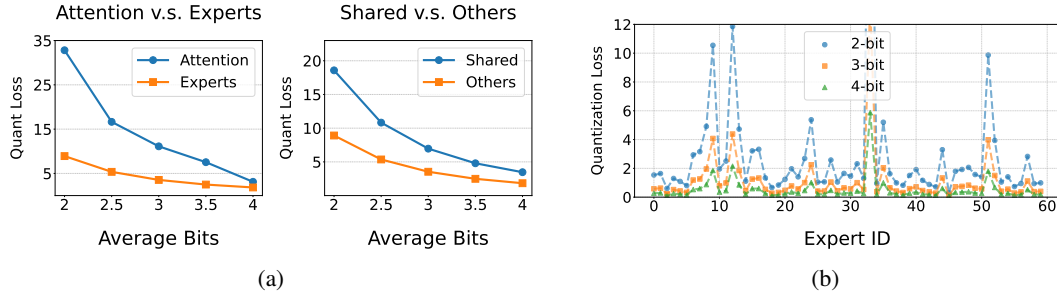 Attention v.s. Experts
35
25
15
5
2 2.5 3 3.5 4
Quant Loss
Average Bits
Attention
Experts
Shared v.s. Others
20
15
10
5
2 2.5 3 3.5 4
Quant Loss
Average Bits
Shared
Others
(a)
12
10
8
6
4
2
0
0 10 20 30 40 50 60
Quantization Loss
Expert ID
2-bit
3-bit
4-bit
(b)